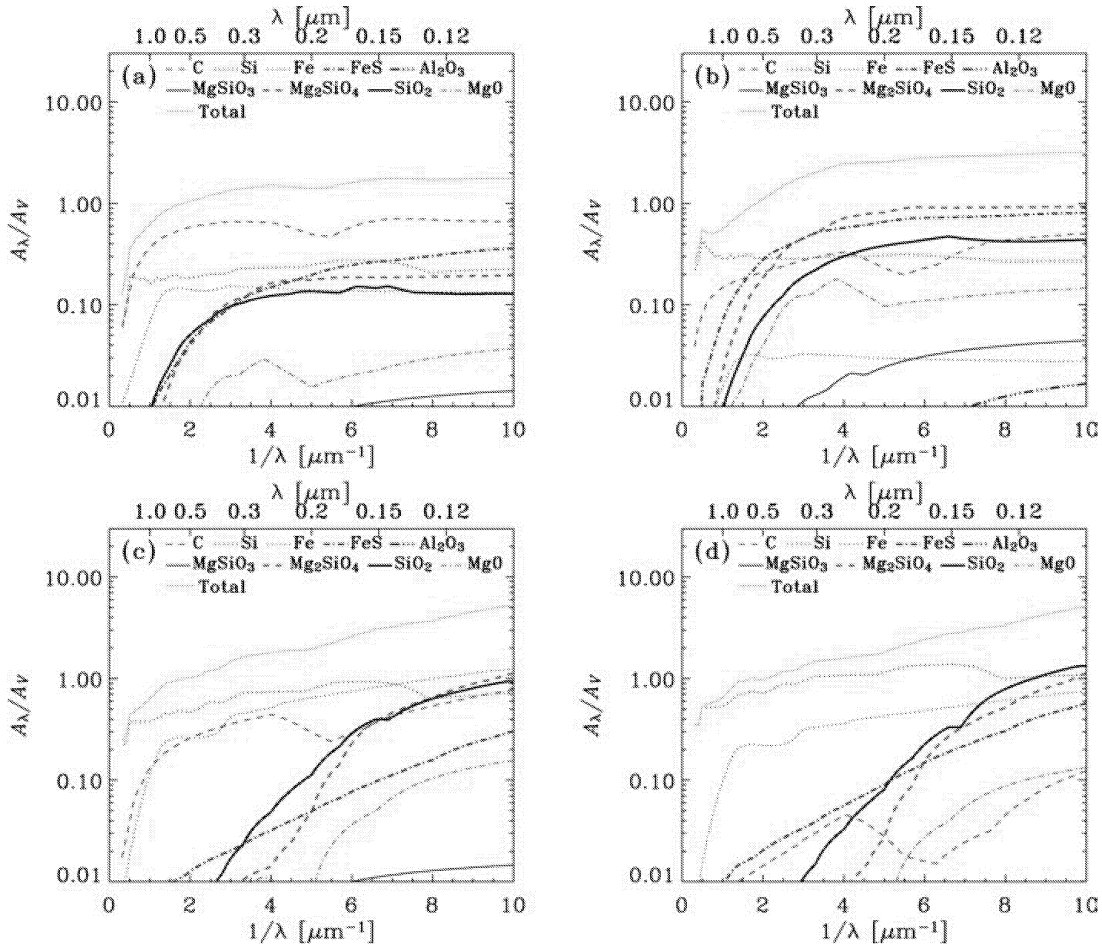 λ [μm]
1.0 0.5 0.3 0.2 0.15 0.12
(a) C Si Fe FeS Al₂O₃
MgSiO₃ Mg₂SiO₄ SiO₂ MgO
Total
10.00
1.00
0.10
0.01
Aλ/AV
0 2 4 6 8 10
1/λ [μm⁻¹]
λ [μm]
1.0 0.5 0.3 0.2 0.15 0.12
(b) C Si Fe FeS Al₂O₃
MgSiO₃ Mg₂SiO₄ SiO₂ MgO
Total
10.00
1.00
0.10
0.01
Aλ/AV
0 2 4 6 8 10
1/λ [μm⁻¹]
λ [μm]
1.0 0.5 0.3 0.2 0.15 0.12
(c) C Si Fe FeS Al₂O₃
MgSiO₃ Mg₂SiO₄ SiO₂ MgO
Total
10.00
1.00
0.10
0.01
Aλ/AV
0 2 4 6 8 10
1/λ [μm⁻¹]
λ [μm]
1.0 0.5 0.3 0.2 0.15 0.12
(d) C Si Fe FeS Al₂O₃
MgSiO₃ Mg₂SiO₄ SiO₂ MgO
Total
10.00
1.00
0.10
0.01
Aλ/AV
0 2 4 6 8 10
1/λ [μm⁻¹]